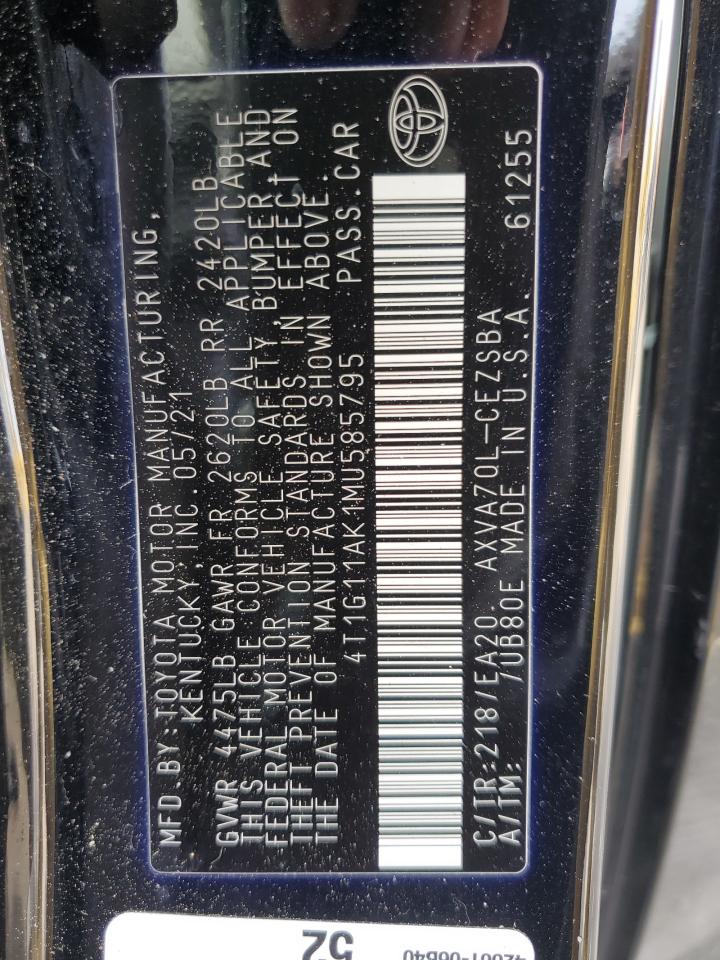 MFD.BY:TOYOTA MOTOR MANUFACTURING,
KENTUCKY,INC.05/21
GVWR 4475LB GAWR FR 2620LB RR 2420LB
THIS VEHICLE CONFORMS TO ALL APPLICABLE
FEDERAL MOTOR VEHICLE SAFETY, BUMPER,AND
THEFT PREVENTION STANDARDS IN EFFECT ON
THE DATE OF MANUFACTURE SHOWN ABOVE.
4T1G11AK1MU585795 PASS.CAR
C/TR:218/EA20. AXVA70L-CEZSBA
A/TM: /UB80E MADE IN U.S.A. 61255
52